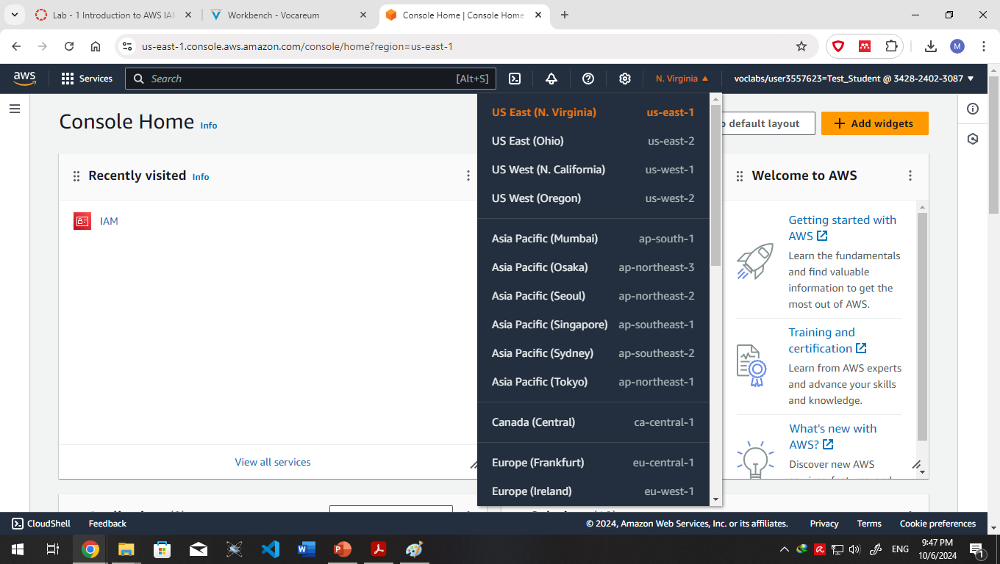 Lab - 1 Introduction to AWS IAM
Workbench - Vocareum
Console Home | Console Home
us-east-1.console.aws.amazon.com/console/home?region=us-east-1
M
aws
Services
Search
[Alt+S]
N. Virginia
voclabs/user3557623=Test_Student @ 3428-2402-3087
Console Home Info
default layout
Add widgets
Recently visited Info
IAM
View all services
US East (N. Virginia) us-east-1
US East (Ohio) us-east-2
US West (N. California) us-west-1
US West (Oregon) us-west-2
Asia Pacific (Mumbai) ap-south-1
Asia Pacific (Osaka) ap-northeast-3
Asia Pacific (Seoul) ap-northeast-2
Asia Pacific (Singapore) ap-southeast-1
Asia Pacific (Sydney) ap-southeast-2
Asia Pacific (Tokyo) ap-northeast-1
Canada (Central) ca-central-1
Europe (Frankfurt) eu-central-1
Europe (Ireland) eu-west-1
Welcome to AWS
Getting started with
AWS
Learn the fundamentals
and find valuable
information to get the
most out of AWS.
Training and
certification
Learn from AWS experts
and advance your skills
and knowledge.
What's new with
AWS?
Discover new AWS
CloudShell
Feedback
© 2024, Amazon Web Services, Inc. or its affiliates.
Privacy
Terms
Cookie preferences
ENG
9:47 PM
10/6/2024
1